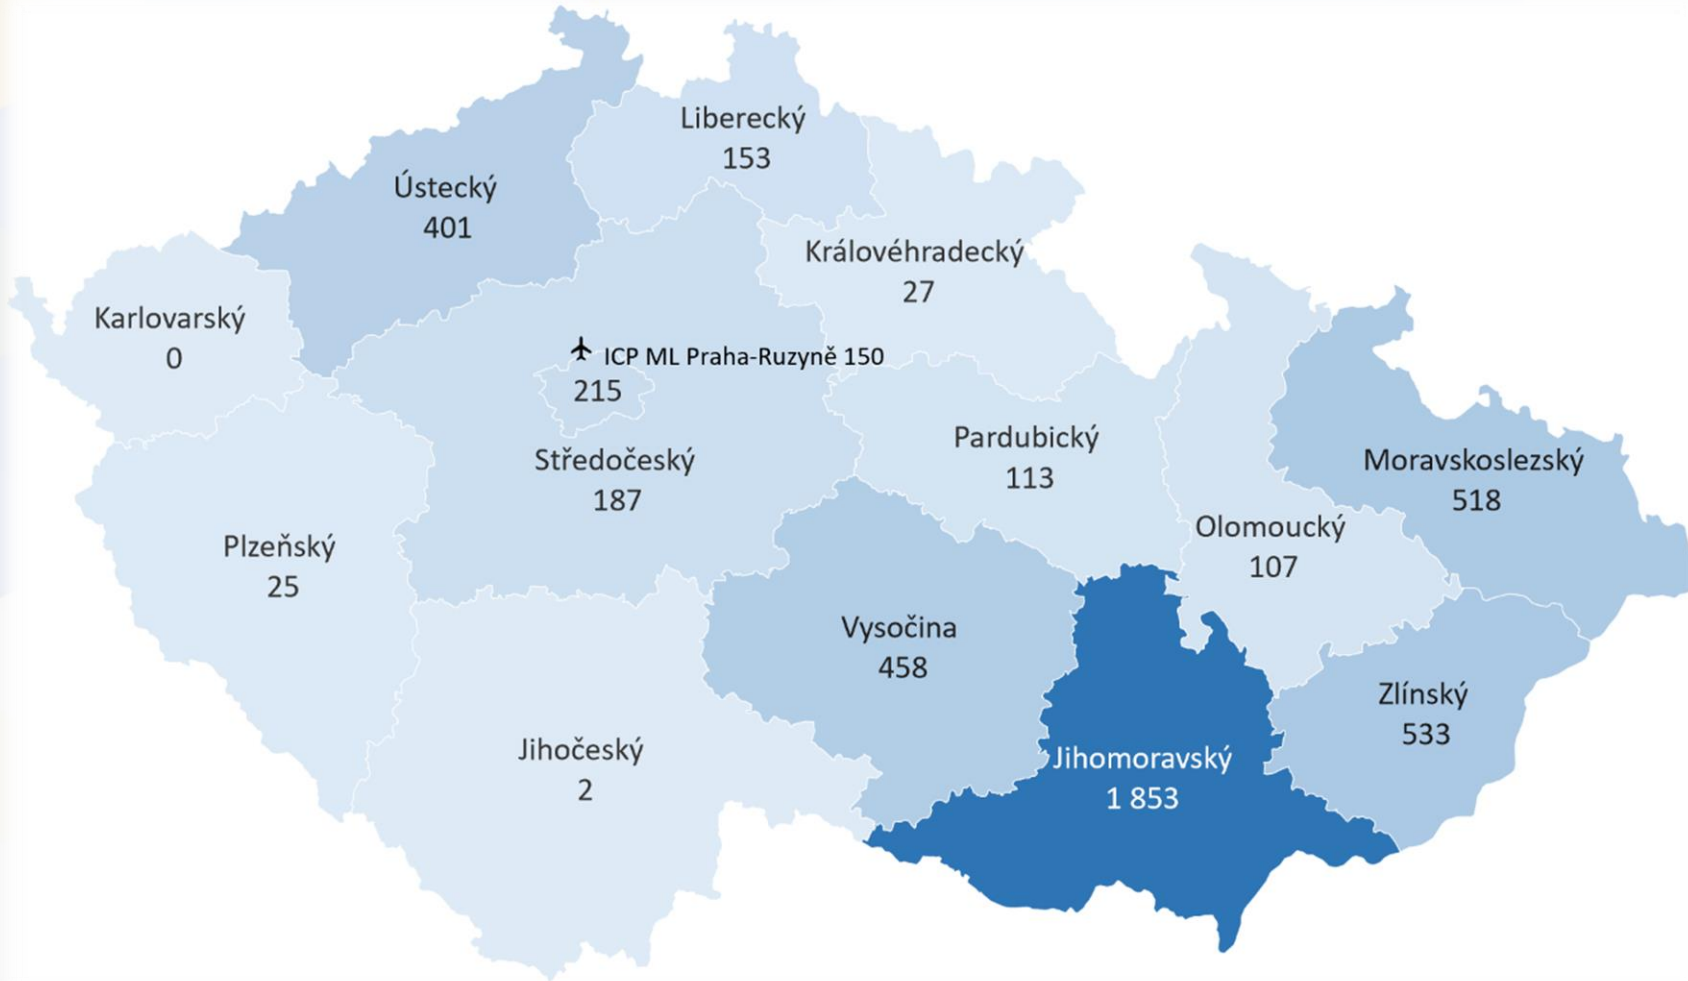 Liberecký
153
Ústecký
401
Královéhradecký
27
Karlovarský
0
ICP ML Praha-Ruzyně 150
215
Středočeský
187
Pardubický
113
Moravskoslezský
518
Olomoucký
107
Plzeňský
25
Vysočina
458
Zlínský
533
Jihočeský
2
Jihomoravský
1 853